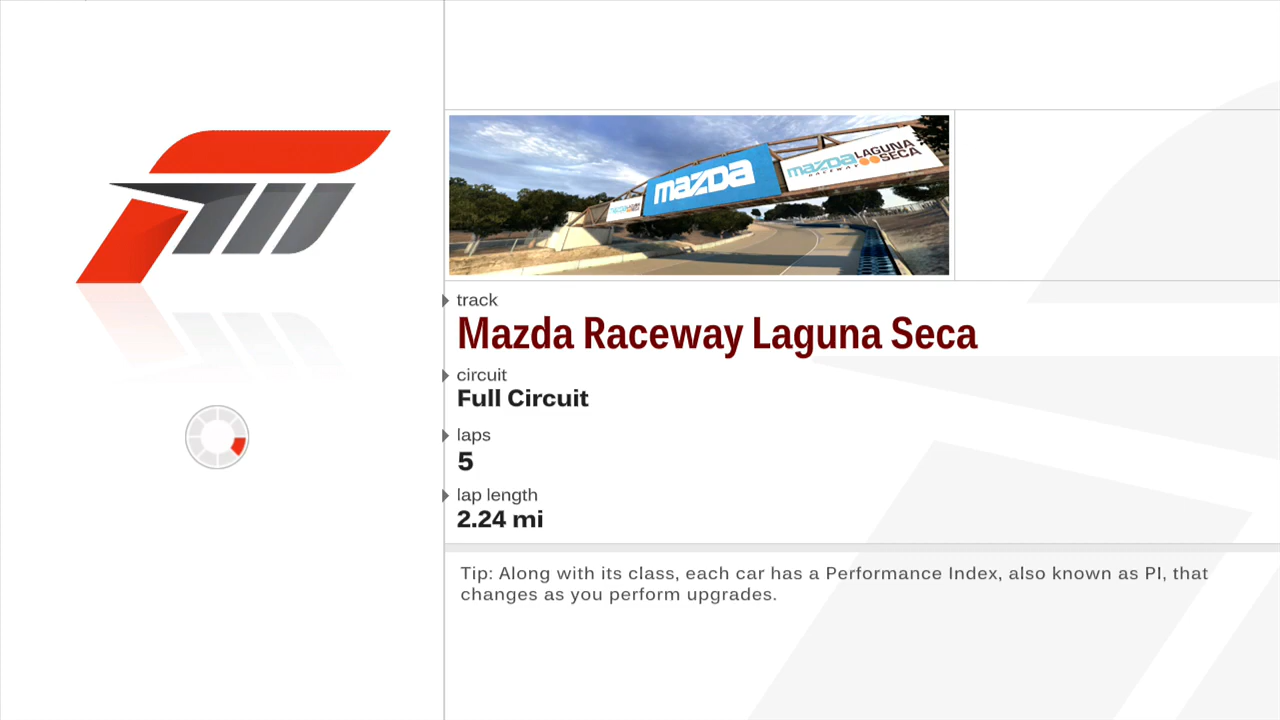 mazda
mazda
RACEWAY
LAGUNA
SECA
track
Mazda Raceway Laguna Seca
circuit
Full Circuit
laps
5
lap length
2.24 mi
Tip: Along with its class, each car has a Performance Index, also known as PI, that
changes as you perform upgrades.